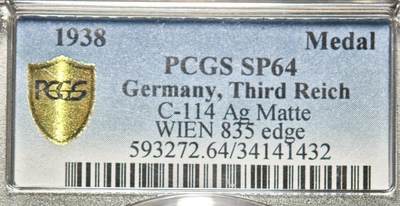 1938 Medal
PCGS SP64
PCGS Germany, Third Reich
C-114 Ag Matte
WIEN 835 edge
593272.64/34141432